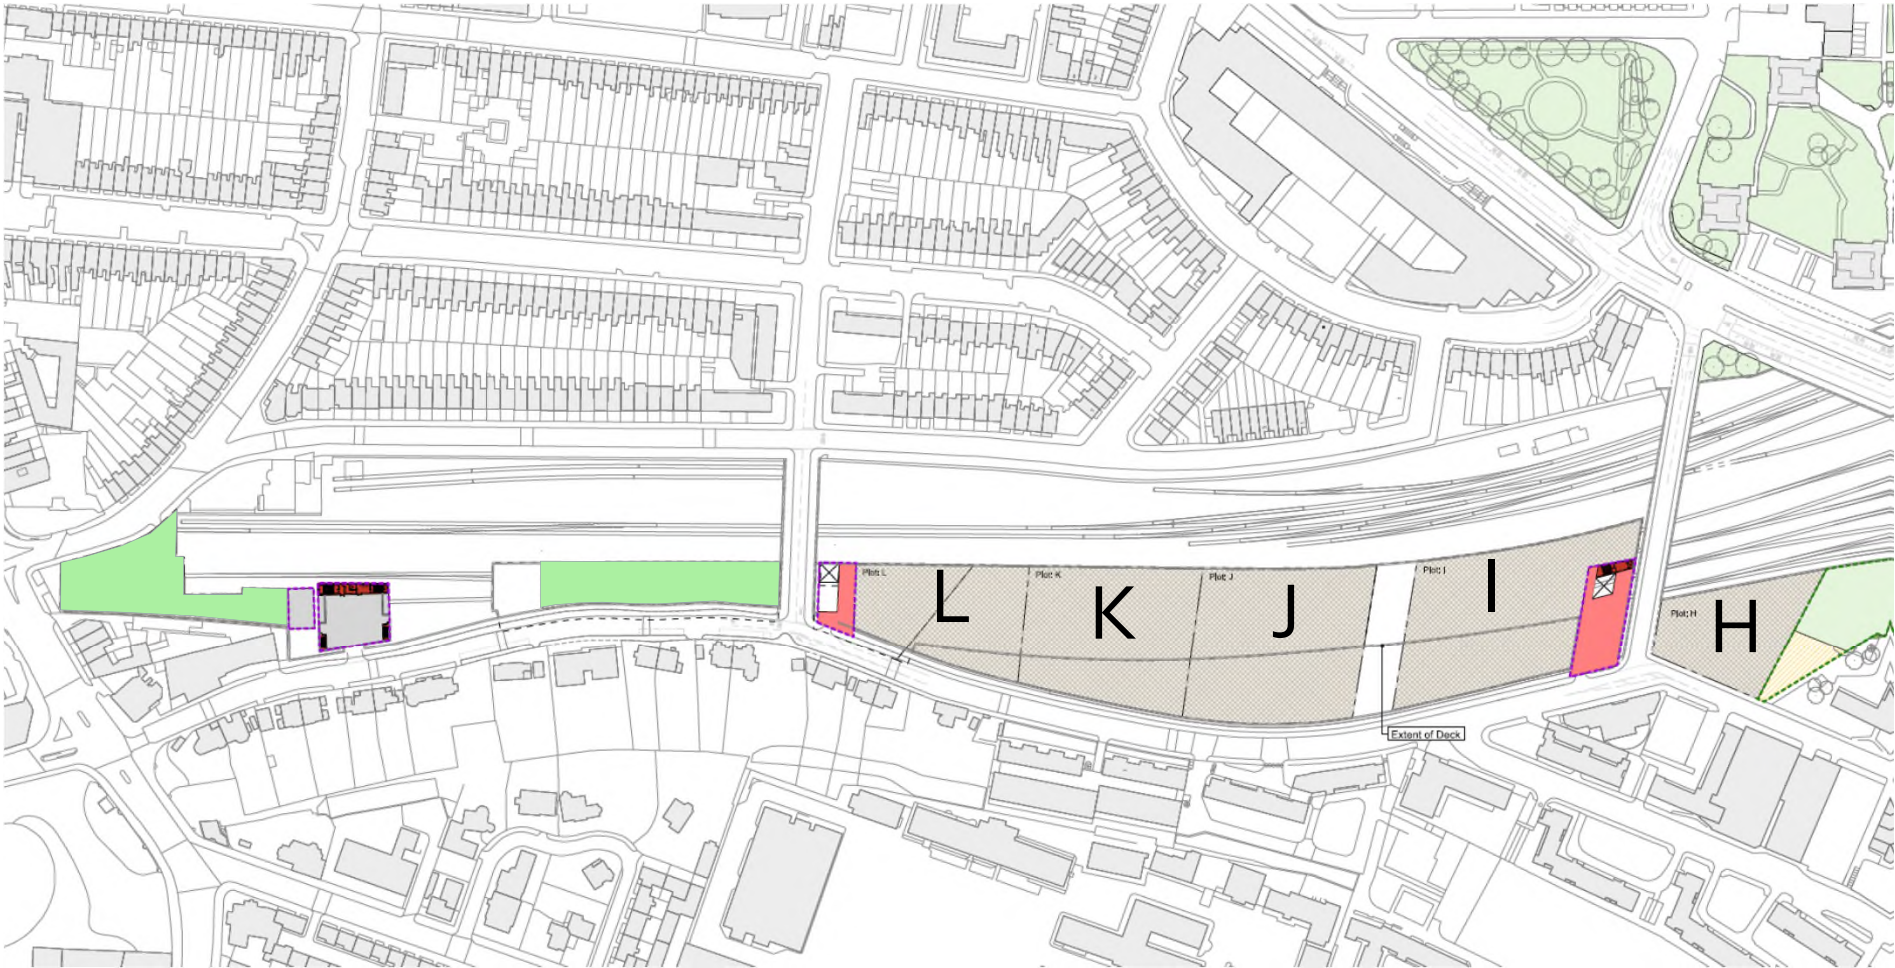 Plot: L
L
Plot: K
K
Plot: J
J
Plot: I
I
Plot: H
H
Extent of Deck